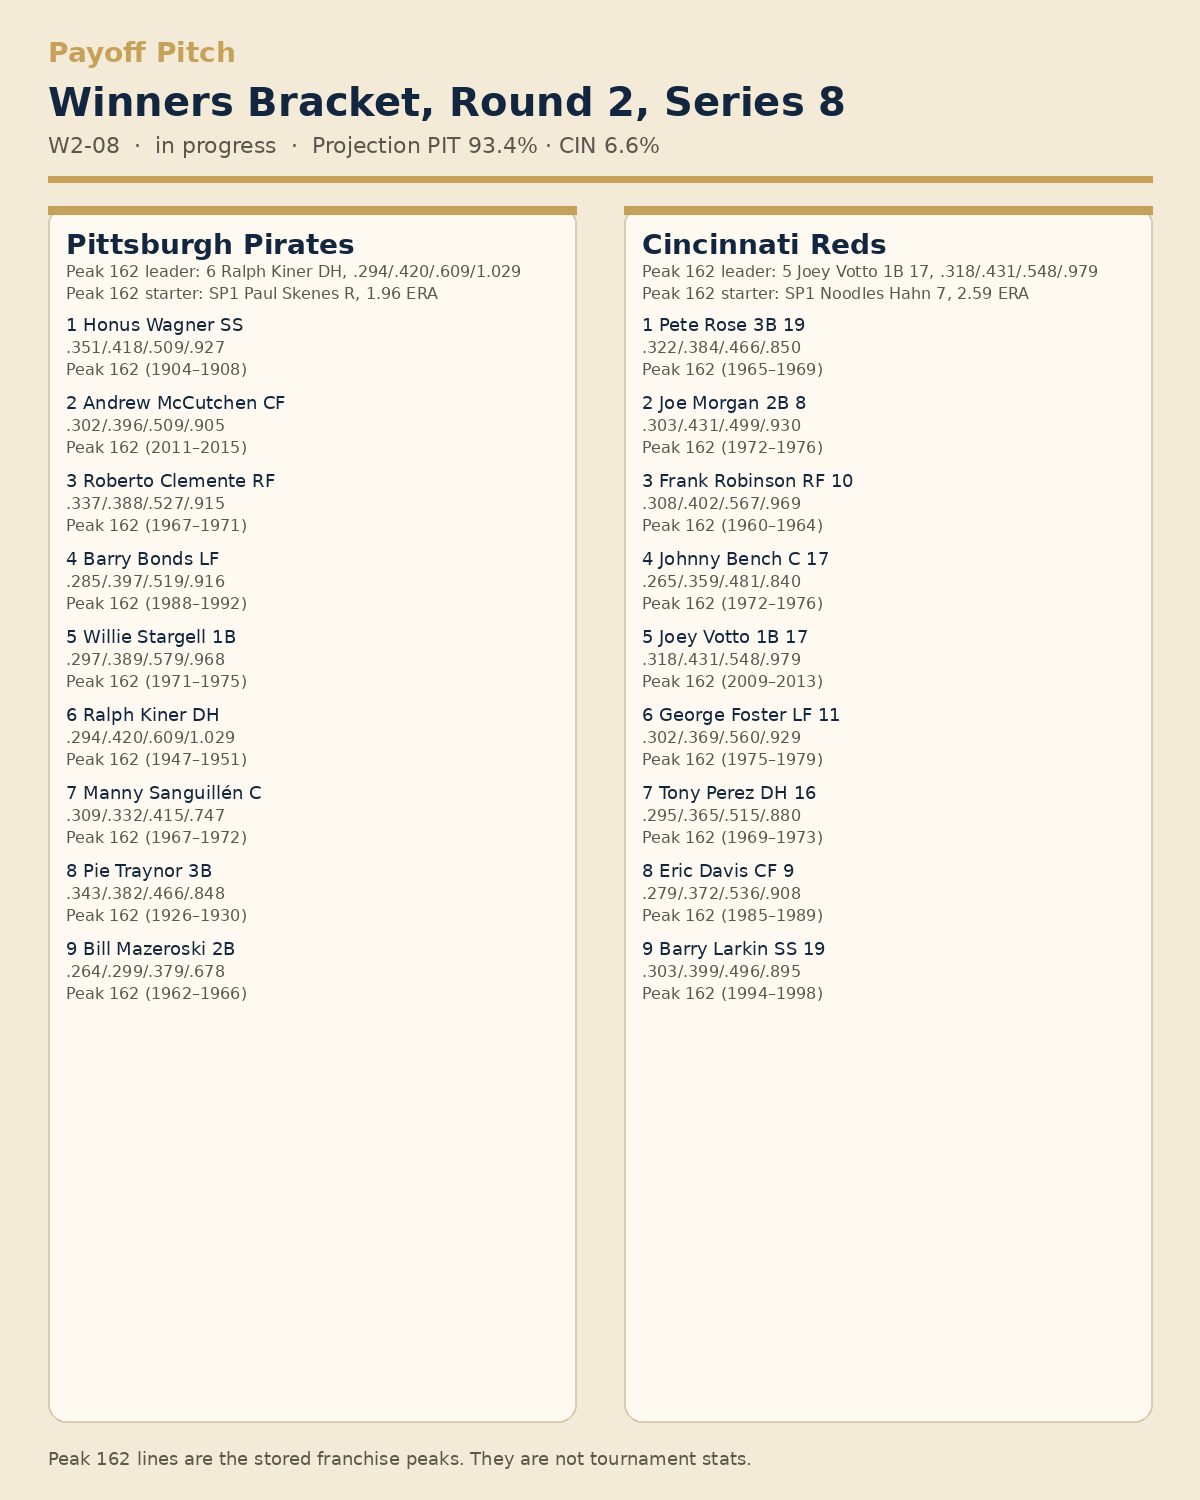 Payoff Pitch
Winners Bracket, Round 2, Series 8
W2-08 · in progress · Projection PIT 93.4% · CIN 6.6%
Pittsburgh Pirates
Peak 162 leader: 6 Ralph Kiner DH, .294/.420/.609/1.029
Peak 162 starter: SP1 Paul Skenes R, 1.96 ERA
1 Honus Wagner SS
.351/.418/.509/.927
Peak 162 (1904–1908)
2 Andrew McCutchen CF
.302/.396/.509/.905
Peak 162 (2011–2015)
3 Roberto Clemente RF
.337/.388/.527/.915
Peak 162 (1967–1971)
4 Barry Bonds LF
.285/.397/.519/.916
Peak 162 (1988–1992)
5 Willie Stargell 1B
.297/.389/.579/.968
Peak 162 (1971–1975)
6 Ralph Kiner DH
.294/.420/.609/1.029
Peak 162 (1947–1951)
7 Manny Sanguillén C
.309/.332/.415/.747
Peak 162 (1967–1972)
8 Pie Traynor 3B
.343/.382/.466/.848
Peak 162 (1926–1930)
9 Bill Mazeroski 2B
.264/.299/.379/.678
Peak 162 (1962–1966)
Cincinnati Reds
Peak 162 leader: 5 Joey Votto 1B 17, .318/.431/.548/.979
Peak 162 starter: SP1 Noodles Hahn 7, 2.59 ERA
1 Pete Rose 3B 19
.322/.384/.466/.850
Peak 162 (1965–1969)
2 Joe Morgan 2B 8
.303/.431/.499/.930
Peak 162 (1972–1976)
3 Frank Robinson RF 10
.308/.402/.567/.969
Peak 162 (1960–1964)
4 Johnny Bench C 17
.265/.359/.481/.840
Peak 162 (1972–1976)
5 Joey Votto 1B 17
.318/.431/.548/.979
Peak 162 (2009–2013)
6 George Foster LF 11
.302/.369/.560/.929
Peak 162 (1975–1979)
7 Tony Perez DH 16
.295/.365/.515/.880
Peak 162 (1969–1973)
8 Eric Davis CF 9
.279/.372/.536/.908
Peak 162 (1985–1989)
9 Barry Larkin SS 19
.303/.399/.496/.895
Peak 162 (1994–1998)
Peak 162 lines are the stored franchise peaks. They are not tournament stats.